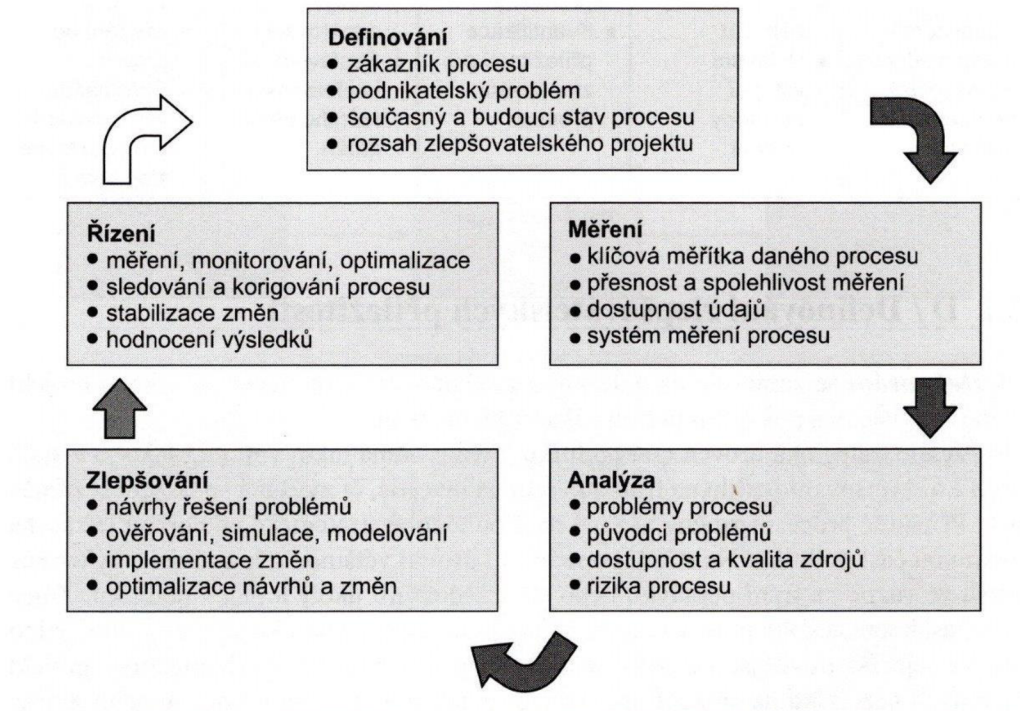 Definování
• zákazník procesu
• podnikatelský problém
• současný a budoucí stav procesu
• rozsah zlepšovatelského projektu
Řízení
• měření, monitorování, optimalizace
• sledování a korigování procesu
• stabilizace změn
• hodnocení výsledků
Měření
• klíčová měřítka daného procesu
• přesnost a spolehlivost měření
• dostupnost údajů
• systém měření procesu
Zlepšování
• návrhy řešení problémů
• ověřování, simulace, modelování
• implementace změn
• optimalizace návrhů a změn
Analýza
• problémy procesu
• původci problémů
• dostupnost a kvalita zdrojů
• rizika procesu